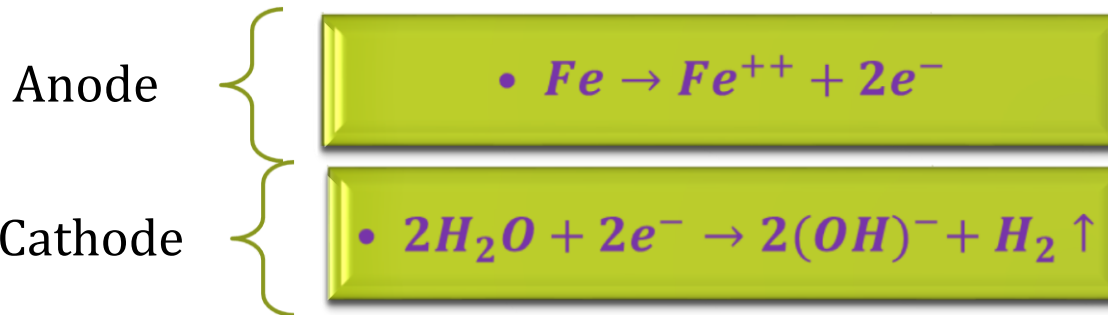 Anode
• Fe → Fe⁺⁺ + 2e⁻
Cathode
• 2H₂O + 2e⁻ → 2(OH)⁻ + H₂ ↑